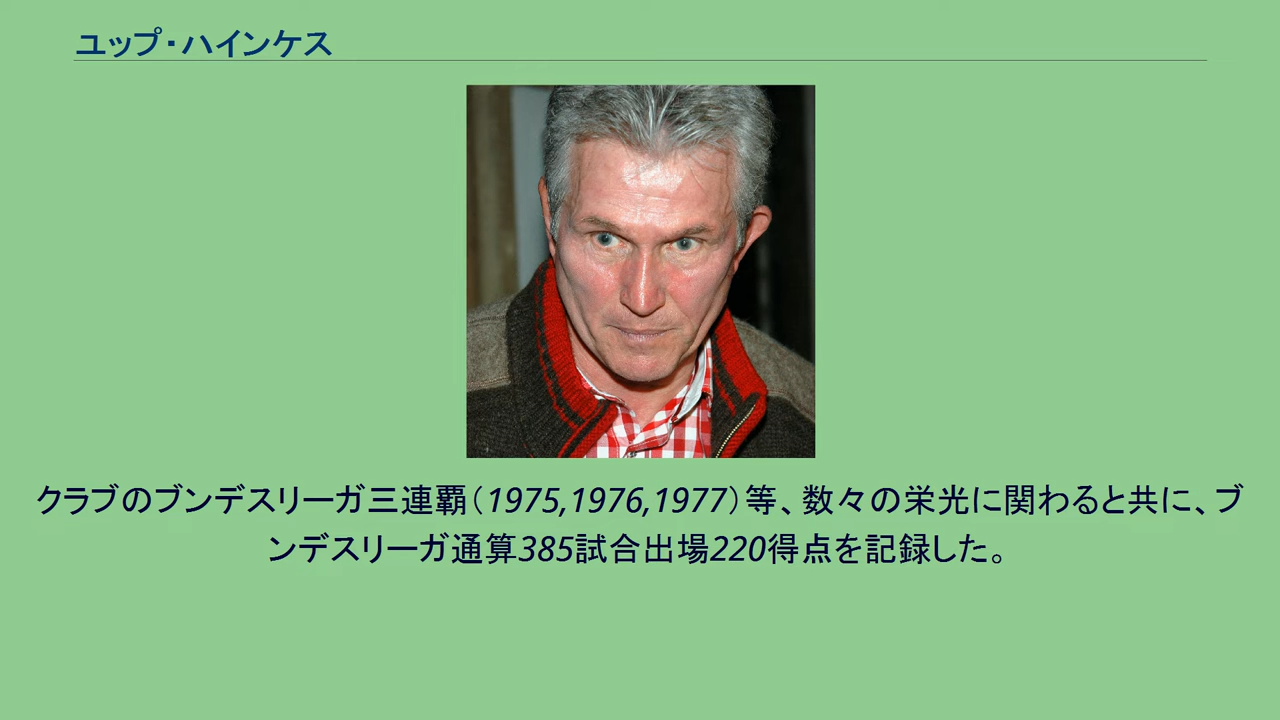 ユップ・ハインケス
クラブのブンデスリーガ三連覇（1975,1976,1977）等、数々の栄光に関わると共に、ブ
ンデスリーガ通算385試合出場220得点を記録した。